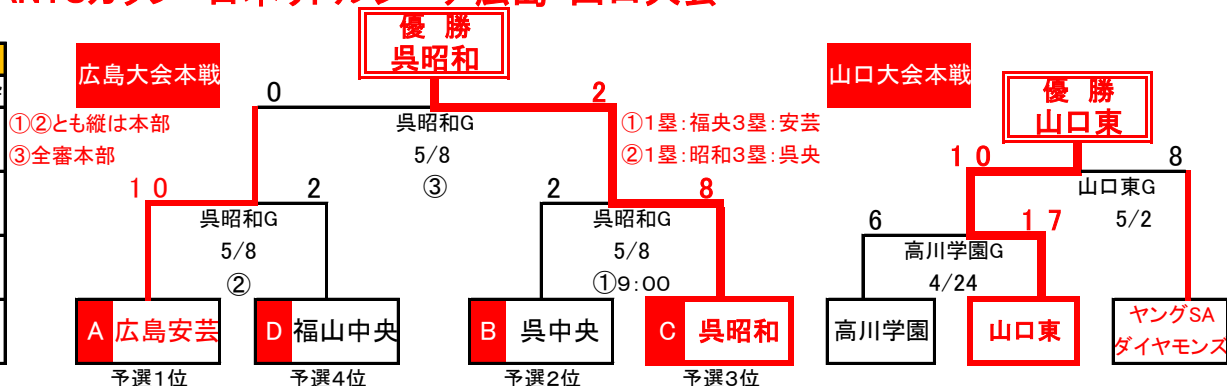 優 勝
呉昭和
広島大会本戦
0
2
①②とも縦は本部
③全審本部
呉昭和G
5/8
③
①1塁:福央3塁:安芸
②1塁:昭和3塁:呉央
10
2
呉昭和G
5/8
②
2
8
呉昭和G
5/8
①9:00
A 広島安芸
D 福山中央
B 呉中央
C 呉昭和
予選1位
予選4位
予選2位
予選3位
山口大会本戦
優 勝
山口東
10
8
山口東G
5/2
6
17
高川学園G
4/24
高川学園
山口東
ヤングSA
ダイヤモンズ